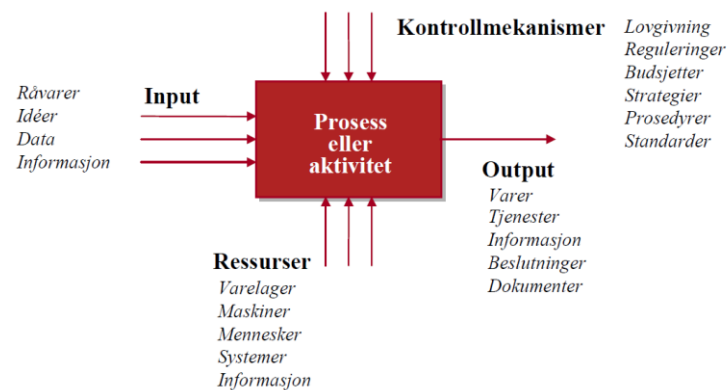 Kontrollmekanismer
Lovgivning
Reguleringer
Budsjetter
Strategier
Prosedyrer
Standarder
Input
Råvarer
Idéer
Data
Informasjon
Prosess
eller
aktivitet
Output
Varer
Tjenester
Informasjon
Beslutninger
Dokumenter
Ressurser
Varelager
Maskiner
Mennesker
Systemer
Informasjon